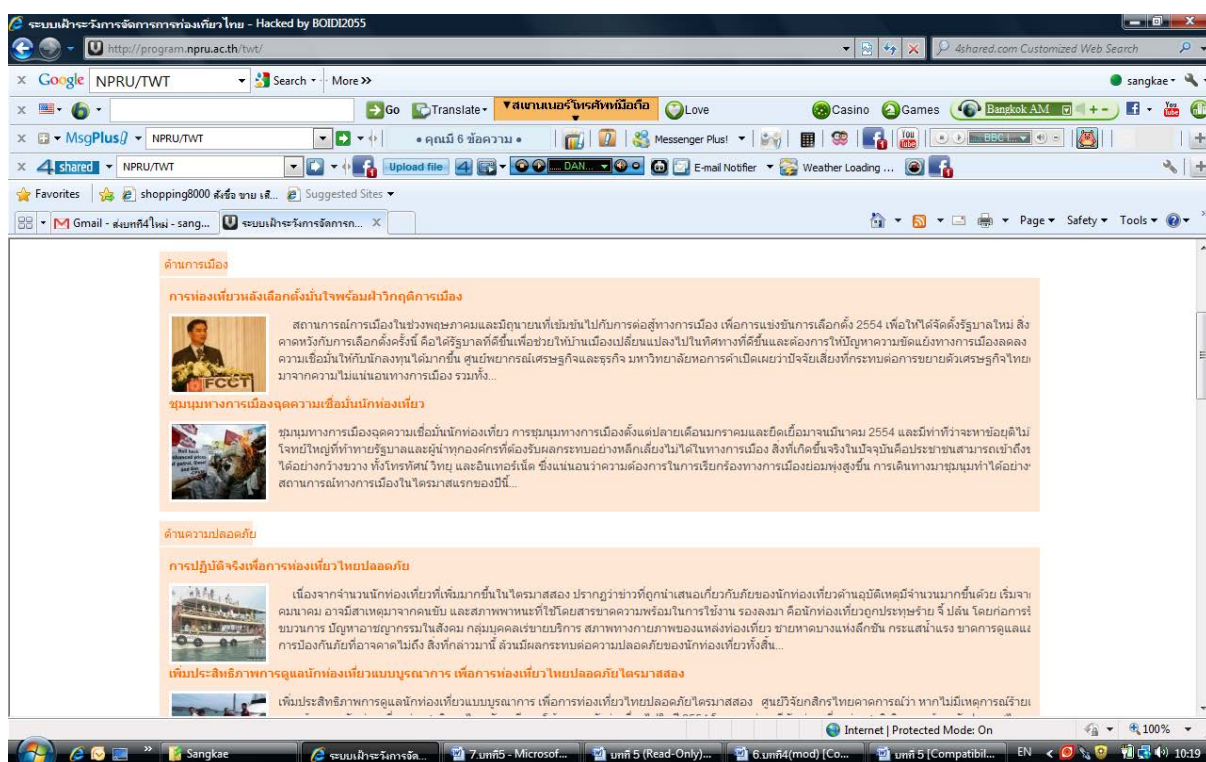 ระบบเฝ้าระวังการจัดการการท่องเที่ยวไทย - Hacked by BOIDI2055
http://program.npru.ac.th/twt/
4shared.com Customized Web Search
x Google NPRU/TWT Search More >>
sangkae
x Go Translate ▼สแกนเนอร์โทรศัพท์มือถือ Love Casino Games Bangkok AM
x MsgPlus! NPRU/TWT • คุณมี 6 ข้อความ • Messenger Plus! BBC
x 4 shared NPRU/TWT Upload file 4 DAN... E-mail Notifier Weather Loading ...
Favorites shopping8000 สั่งซื้อ ขาย เสื... Suggested Sites
Gmail - ส่งบทที่4ใหม่ - sang... ระบบเฝ้าระวังการจัดการก... X Page Safety Tools
ด้านการเมือง
การท่องเที่ยวหลังเลือกตั้งมั่นใจพร้อมฝ่าวิกฤติการเมือง
สถานการณ์การเมืองในช่วงพฤษภาคมและมิถุนายนที่เข้มข้นไปกับการต่อสู้ทางการเมือง เพื่อการแข่งขันการเลือกตั้ง 2554 เพื่อให้ได้จัดตั้งรัฐบาลใหม่ สิ่ง
คาดหวังกับการเลือกตั้งครั้งนี้ คือได้รัฐบาลที่ดีขึ้นเพื่อช่วยให้บ้านเมืองเปลี่ยนแปลงไปในทิศทางที่ดีขึ้นและต้องการให้ปัญหาความขัดแย้งทางการเมืองลดลง
ความเชื่อมั่นให้กับนักลงทุนได้มากขึ้น ศูนย์พยากรณ์เศรษฐกิจและธุรกิจ มหาวิทยาลัยหอการค้าเปิดเผยว่าปัจจัยเสี่ยงที่กระทบต่อการขยายตัวเศรษฐกิจไทย
มาจากความไม่แน่นอนทางการเมือง รวมทั้ง...
FCCT
ชุมนุมทางการเมืองฉุดความเชื่อมั่นนักท่องเที่ยว
ชุมนุมทางการเมืองฉุดความเชื่อมั่นนักท่องเที่ยว การชุมนุมทางการเมืองตั้งแต่ปลายเดือนมกราคมและยืดเยื้อมาจนมีนาคม 2554 และมีท่าทีว่าจะหาข้อยุติไม่
โจทย์ใหญ่ที่ท้าทายรัฐบาลและผู้นำทุกองค์กรที่ต้องรับผลกระทบอย่างหลีกเลี่ยงไม่ได้ในทางการเมือง สิ่งที่เกิดขึ้นจริงในปัจจุบันคือประชาชนสามารถเข้าถึง
ได้อย่างกว้างขวาง ทั้งโทรทัศน์ วิทยุ และอินเทอร์เน็ต ซึ่งแน่นอนว่าความต้องการในการเรียกร้องทางการเมืองย่อมพุ่งสูงขึ้น การเดินทางมาชุมนุมทำได้อย่าง
สถานการณ์ทางการเมืองในไตรมาสแรกของปีนี้...
ด้านความปลอดภัย
การปฏิบัติจริงเพื่อการท่องเที่ยวไทยปลอดภัย
เนื่องจากจำนวนนักท่องเที่ยวที่เพิ่มมากขึ้นในไตรมาสสอง ปรากฏว่าข่าวที่ถูกนำเสนอเกี่ยวกับภัยของนักท่องเที่ยวด้านอุบัติเหตุมีจำนวนมากขึ้นด้วย เริ่มจาก
คมนาคม อาจมีสาเหตุมาจากคนขับ และสภาพพาหนะที่ใช้โดยสารขาดความพร้อมในการใช้งาน รองลงมา คือนักท่องเที่ยวถูกประทุษร้าย จี้ ปล้น โดยก่อการร้
ขบวนการ ปัญหาอาชญากรรมในสังคม กลุ่มบุคคลเร่ขายบริการ สภาพทางกายภาพของแหล่งท่องเที่ยว ชายหาดบางแห่งลึกชัน กระแสน้ำแรง ขาดการดูแล
การป้องกันภัยที่อาจคาดไม่ถึง สิ่งที่กล่าวมานี้ ล้วนมีผลกระทบต่อความปลอดภัยของนักท่องเที่ยวทั้งสิ้น...
เพิ่มประสิทธิภาพการดูแลนักท่องเที่ยวแบบบูรณาการ เพื่อการท่องเที่ยวไทยปลอดภัยไตรมาสสอง
เพิ่มประสิทธิภาพการดูแลนักท่องเที่ยวแบบบูรณาการ เพื่อการท่องเที่ยวไทยปลอดภัยไตรมาสสอง ศูนย์วิจัยกสิกรไทยคาดการณ์ว่า หากไม่มีเหตุการณ์ร้าย
Internet | Protected Mode: On 100%
Sangkae ระบบเฝ้าระวังการจัด... 7.บทที่5 - Microsof... บทที่ 5 (Read-Only)... 6.บทที่4(mod) [Co... บทที่ 5 [Compatibil... EN 10:19